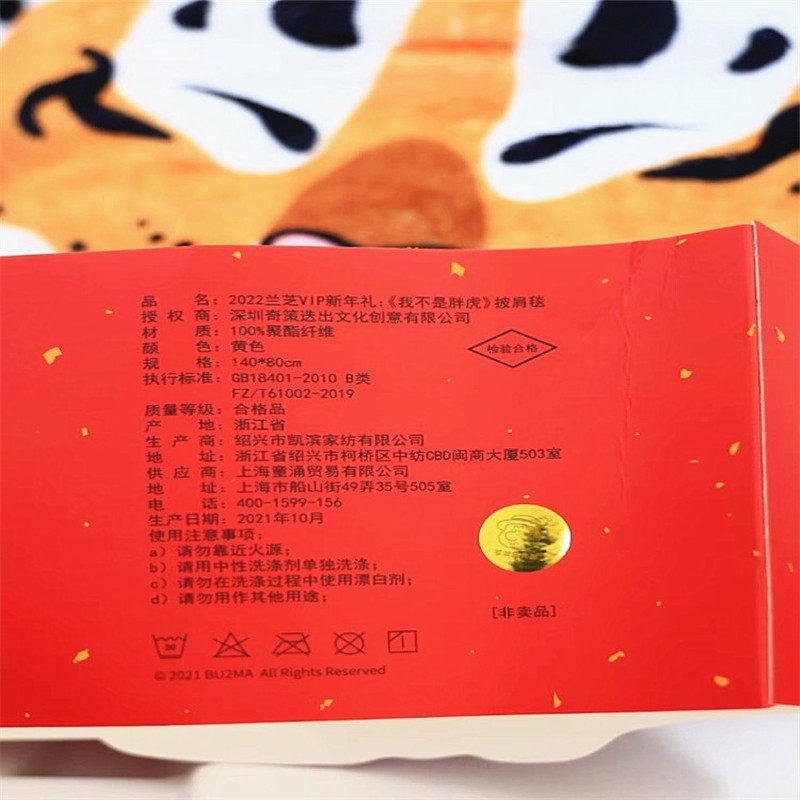 品 名：2022兰芝VIP新年礼：《我不是胖虎》披肩毯
授 权 商：深圳奇策迭出文化创意有限公司
材 质：100%聚酯纤维
颜 色：黄色
规 格：140*80cm
执行标准：GB18401-2010 B类
FZ/T61002-2019
质量等级：合格品
产 地：浙江省
生 产 商：绍兴市凯滨家纺有限公司
地 址：浙江省绍兴市柯桥区中纺CBD闽商大厦503室
供 应 商：上海童涌贸易有限公司
地 址：上海市船山街49弄35号505室
电 话：400-1599-156
生产日期：2021年10月
使用注意事项：
a）请勿靠近火源；
b）请用中性洗涤剂单独洗涤；
c）请勿在洗涤过程中使用漂白剂；
d）请勿用作其他用途；
检验合格
[非卖品]
30
© 2021 BU2MA All Rights Reserved